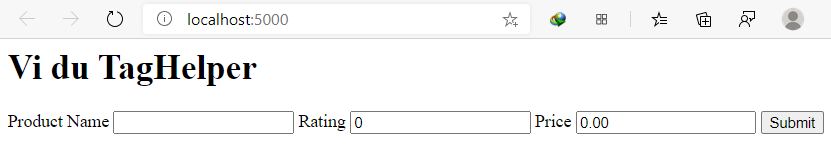 localhost:5000
Vi du TagHelper
Product Name Rating 0 Price 0.00 Submit